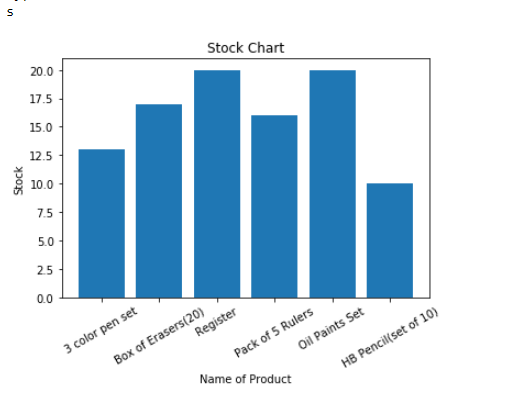 s
Stock Chart
20.0
17.5
15.0
12.5
10.0
7.5
5.0
2.5
0.0
Stock
3 color pen set
Box of Erasers(20)
Register
Pack of 5 Rulers
Oil Paints Set
HB Pencil(set of 10)
Name of Product